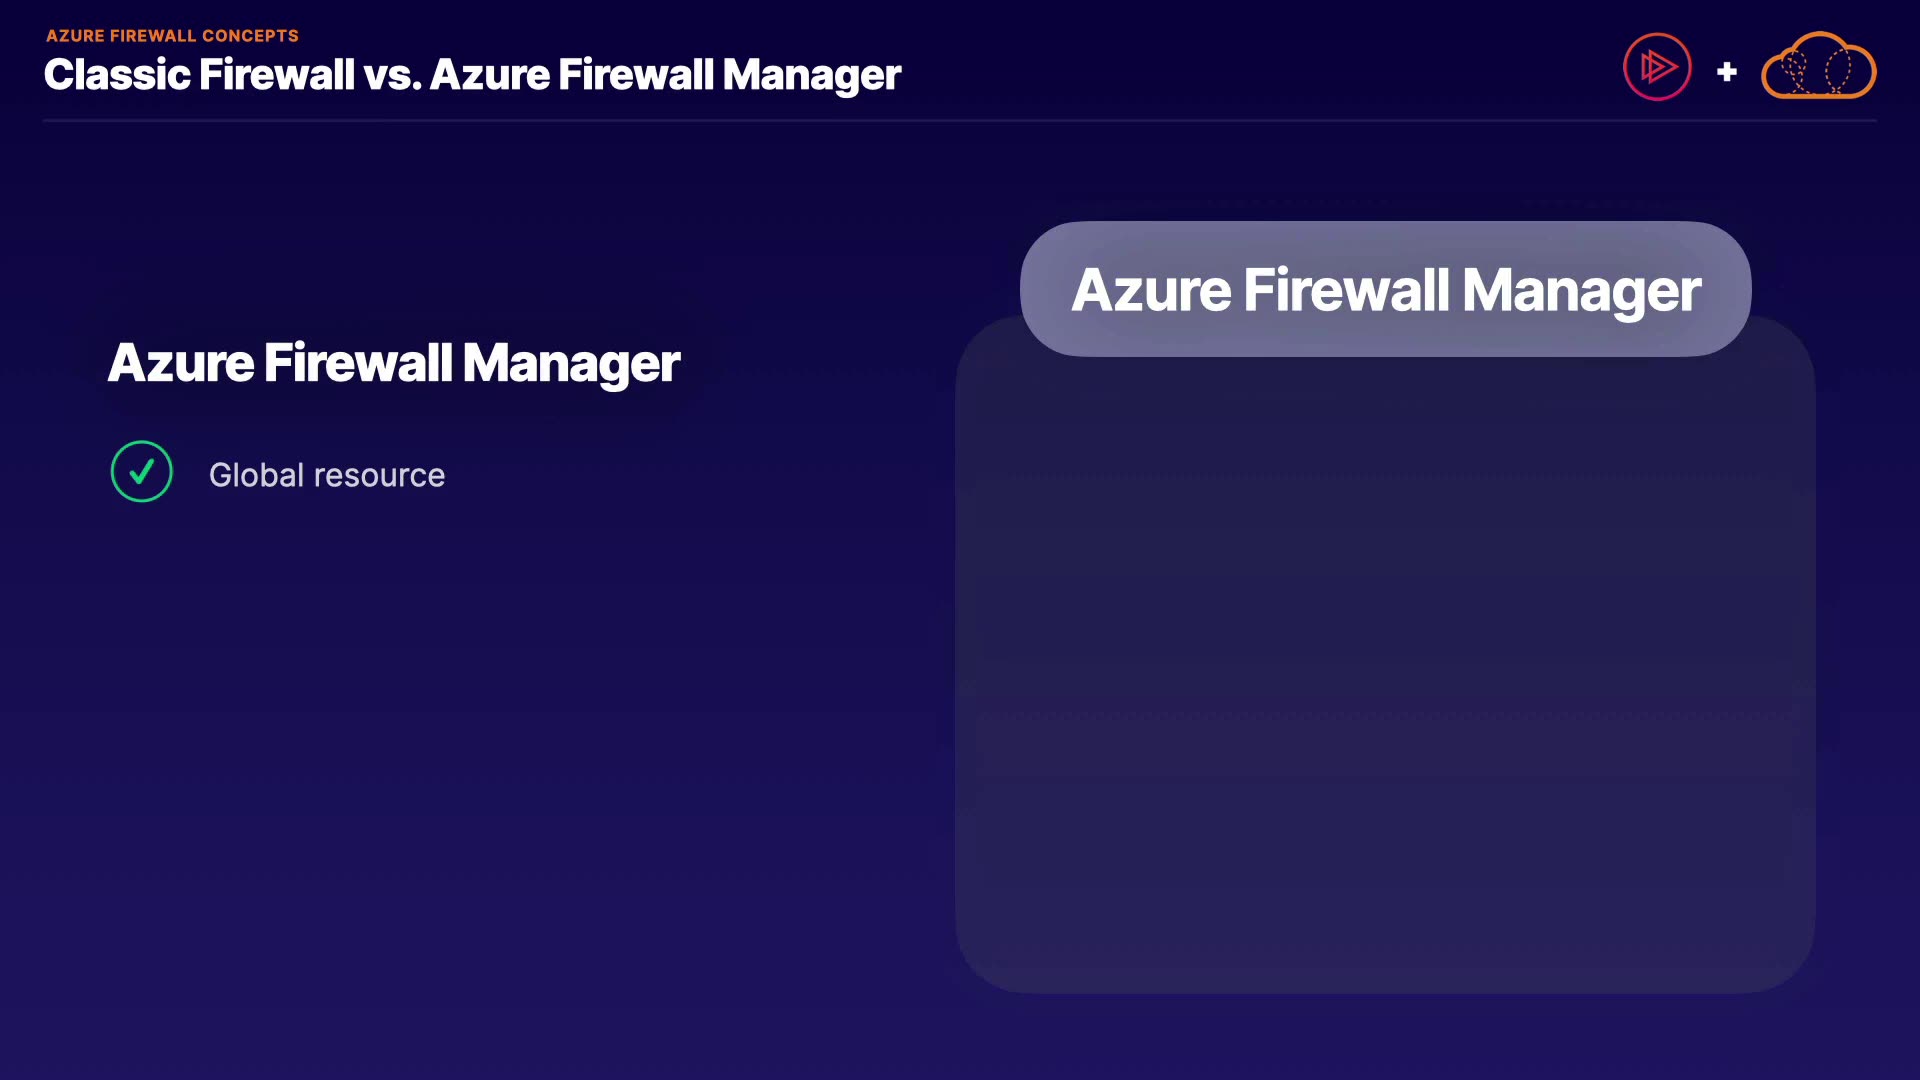 AZURE FIREWALL CONCEPTS
Classic Firewall vs. Azure Firewall Manager
+
Azure Firewall Manager
Global resource
Azure Firewall Manager